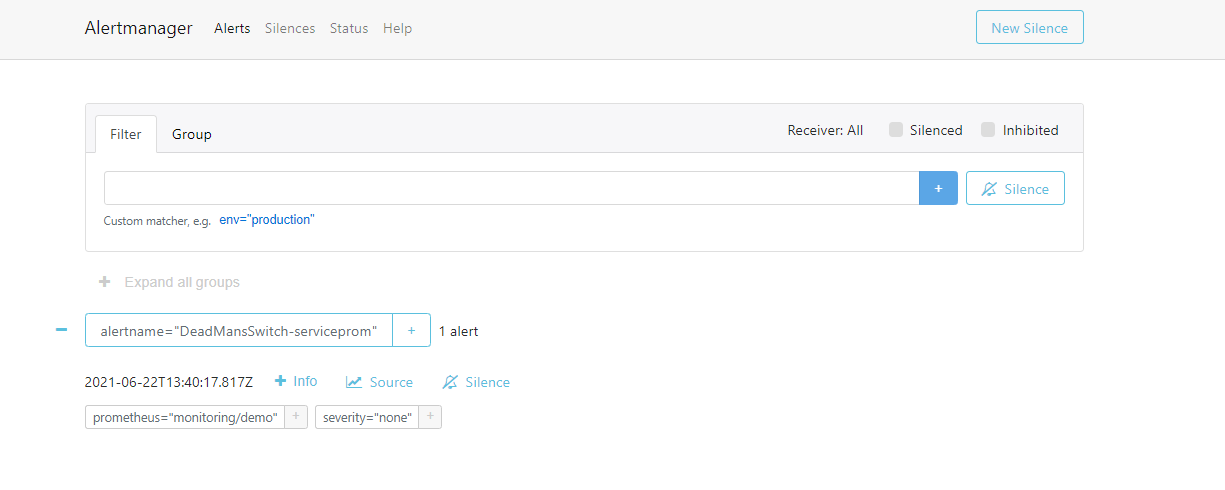 Alertmanager Alerts Silences Status Help New Silence
Filter Group Receiver: All Silenced Inhibited
+ Silence
Custom matcher, e.g. env="production"
+ Expand all groups
alertname="DeadMansSwitch-serviceprom" + 1 alert
2021-06-22T13:40:17.817Z + Info Source Silence
prometheus="monitoring/demo" + severity="none" +